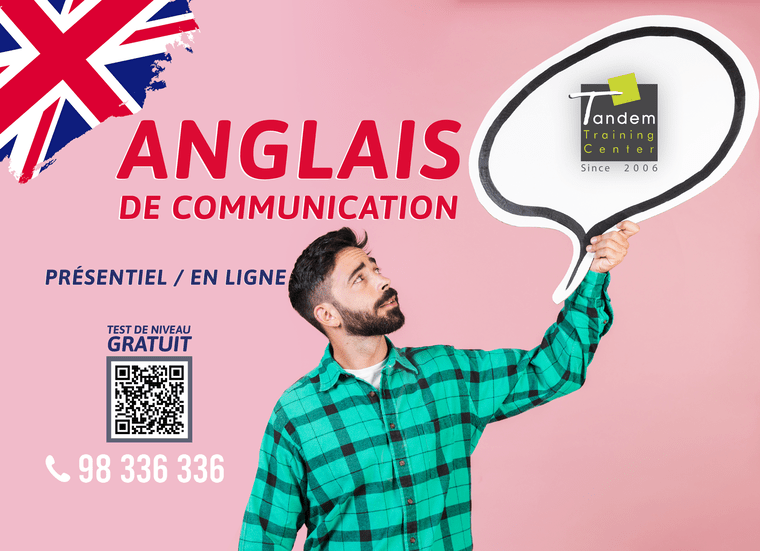 ANGLAIS
DE COMMUNICATION
PRÉSENTIEL / EN LIGNE
TEST DE NIVEAU
GRATUIT
98 336 336
Tandem
Training
Center
Since 2006